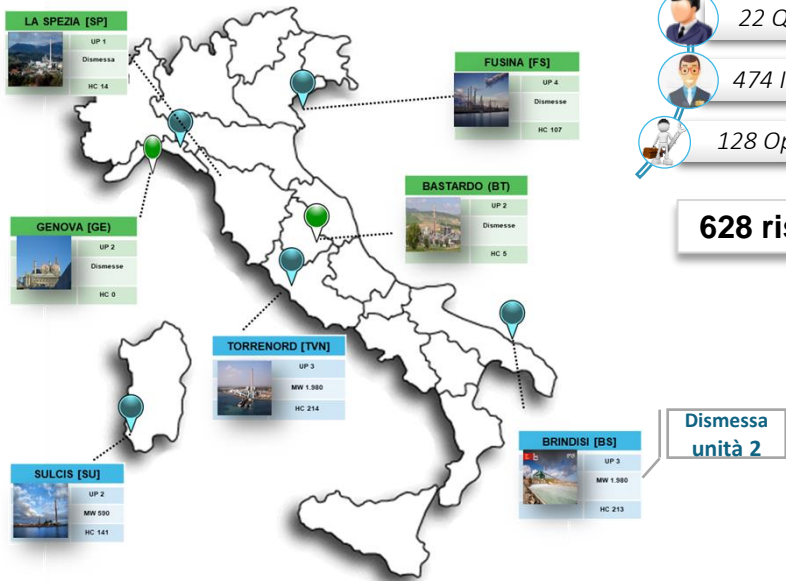 LA SPEZIA [SP]
UP 1
Dismessa
HC 14
FUSINA [FS]
UP 4
Dismesse
HC 107
BASTARDO (BT)
UP 2
Dismesse
HC 5
GENOVA [GE)
UP 2
Dismesse
HC 0
TORRENORD [TVN]
UP 3
MW 1.980
HC 214
SULCIS [SU]
UP 2
MW 590
HC 141
BRINDISI [BS]
UP 3
MW 1.980
HC 213
Dismessa
unità 2
22 Q
474 I
128 Op
628 ris